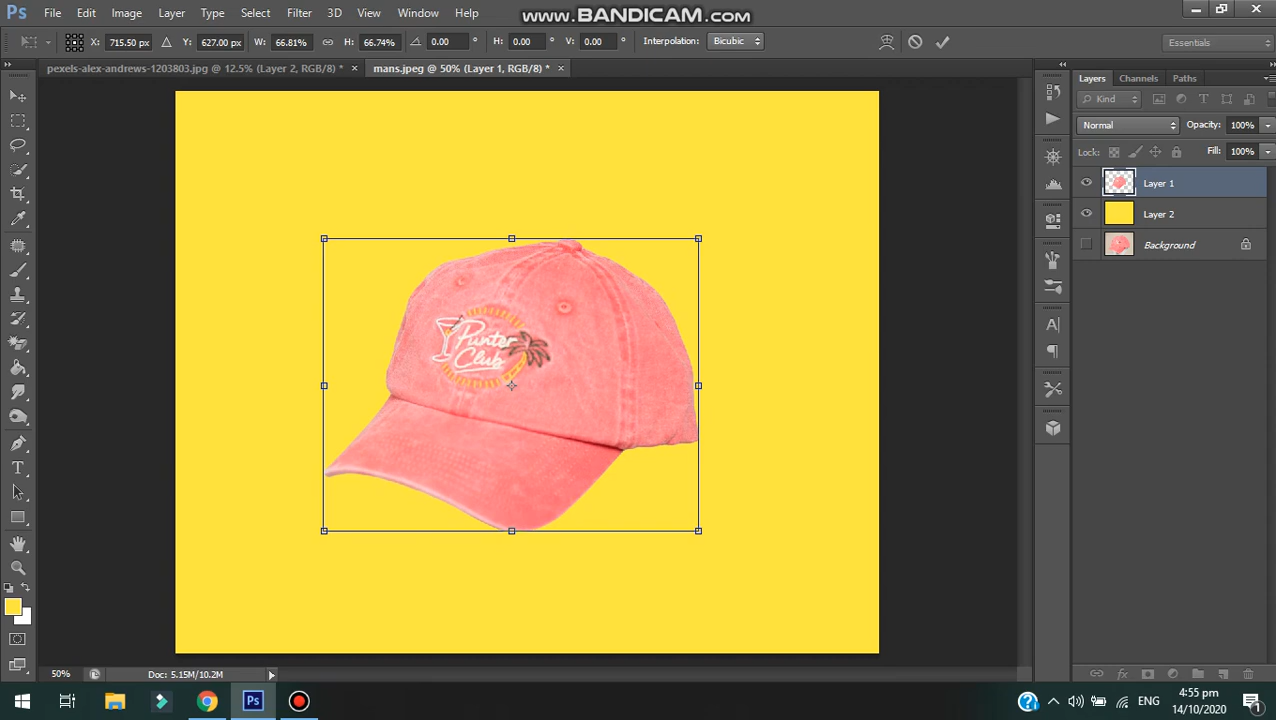 www.BANDICAM.com
Ps File Edit Image Layer Type Select Filter 3D View Window Help
X: 715.50 px Y: 627.00 px W: 66.81% H: 66.74% 0.00 ° H: 0.00 ° V: 0.00 ° Interpolation: Bicubic Essentials
pexels-alex-andrews-1203803.jpg @ 12.5% (Layer 2, RGB/8) * × mans.jpeg @ 50% (Layer 1, RGB/8) * ×
Layers Channels Paths
Kind
Normal Opacity: 100%
Lock: Fill: 100%
Layer 1
Layer 2
Background
Punter
Club
50% Doc: 5.15M/10.2M
Ps ENG 4:55 pm
14/10/2020
1